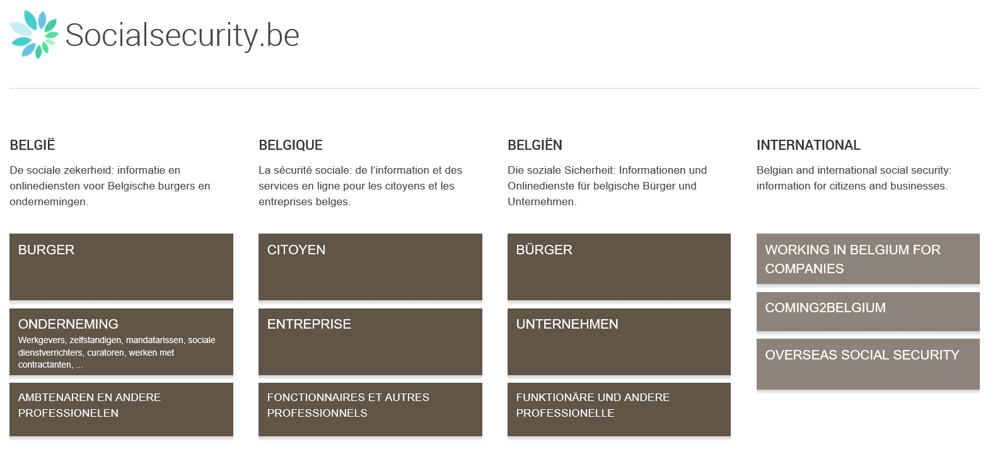 Socialsecurity.be
BELGIË
De sociale zekerheid: informatie en
onlinediensten voor Belgische burgers en
ondernemingen.
BURGER
ONDERNEMING
Werkgevers, zelfstandigen, mandatarissen, sociale
dienstverrichters, curatoren, werken met
contractanten, ...
AMBTENAREN EN ANDERE
PROFESSIONELEN
BELGIQUE
La sécurité sociale: de l’information et des
services en ligne pour les citoyens et les
entreprises belges.
CITOYEN
ENTREPRISE
FONCTIONNAIRES ET AUTRES
PROFESSIONNELS
BELGIËN
Die soziale Sicherheit: Informationen und
Onlinedienste für belgische Bürger und
Unternehmen.
BÜRGER
UNTERNEHMEN
FUNKTIONÄRE UND ANDERE
PROFESSIONELLE
INTERNATIONAL
Belgian and international social security:
information for citizens and businesses.
WORKING IN BELGIUM FOR
COMPANIES
COMING2BELGIUM
OVERSEAS SOCIAL SECURITY